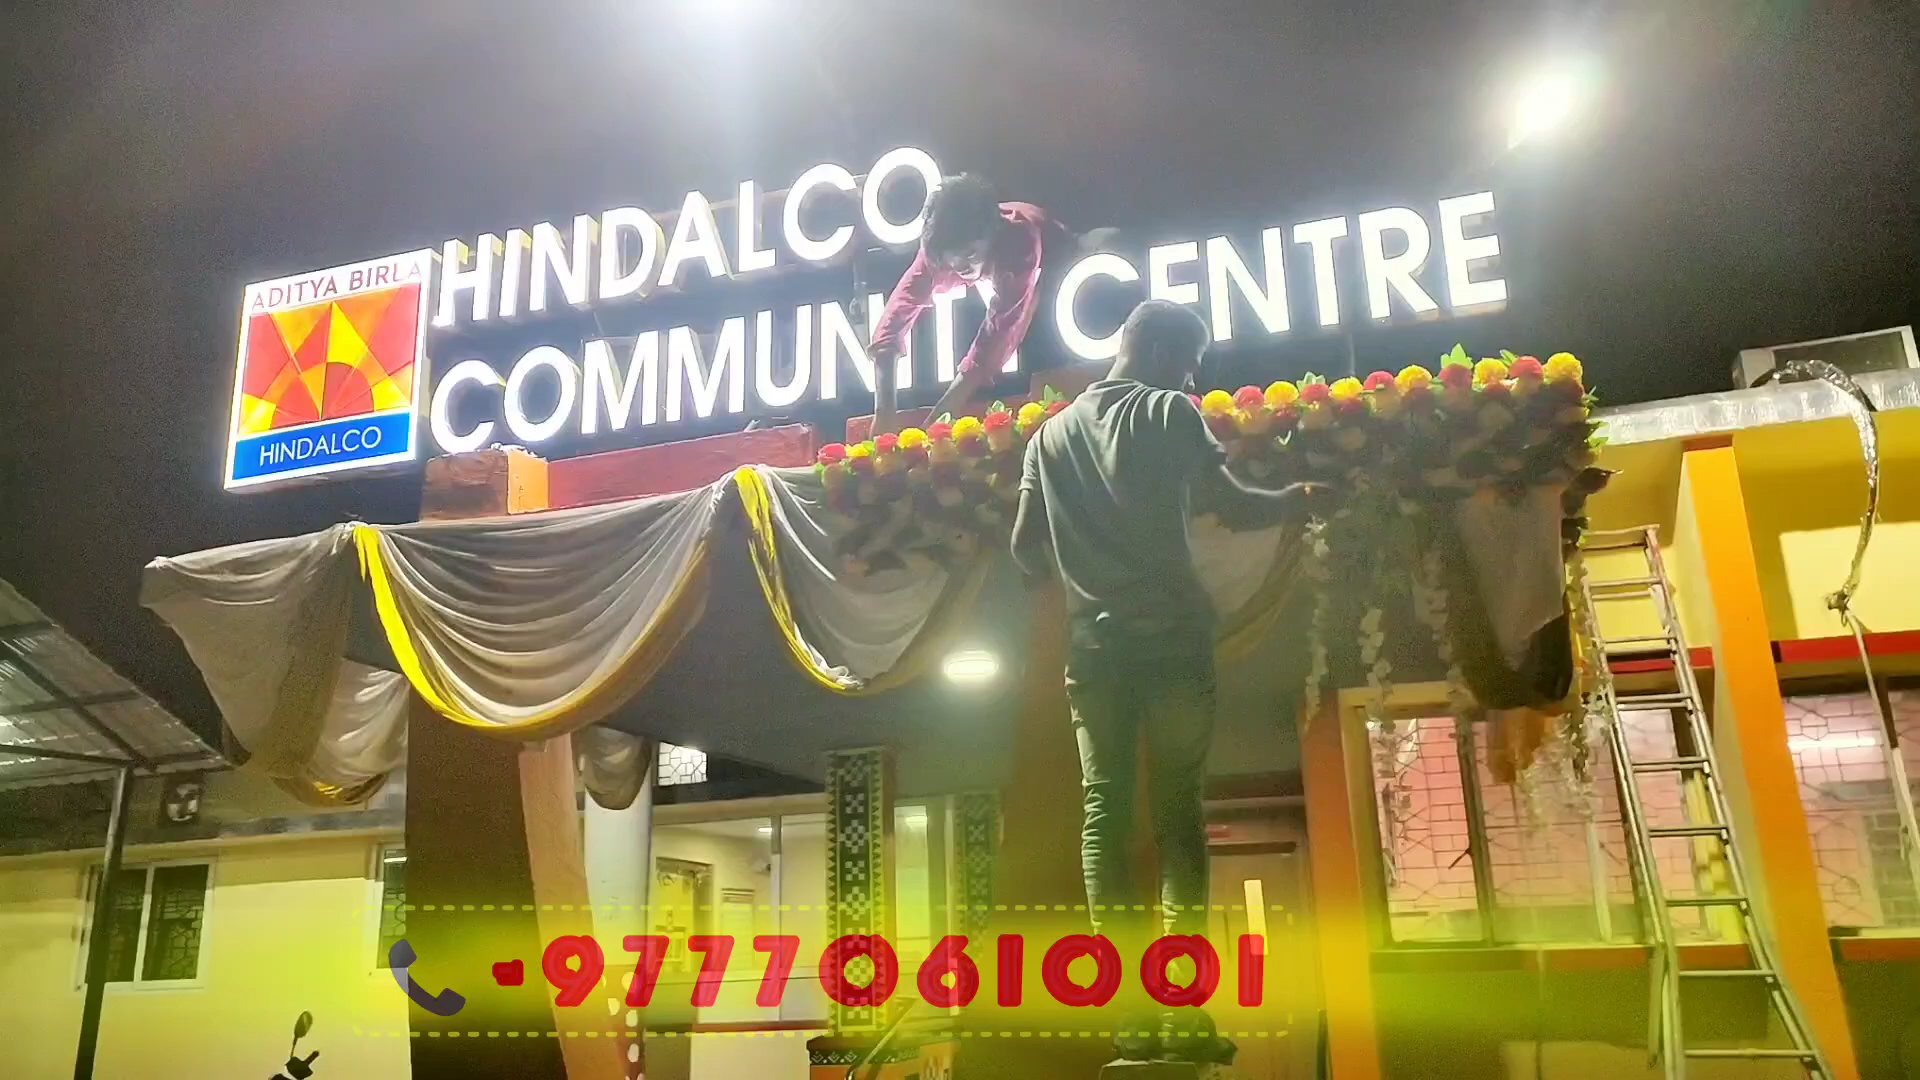 HINDALCO
COMMUNITY CENTRE
ADITYA BIRLA
HINDALCO
-9777061001